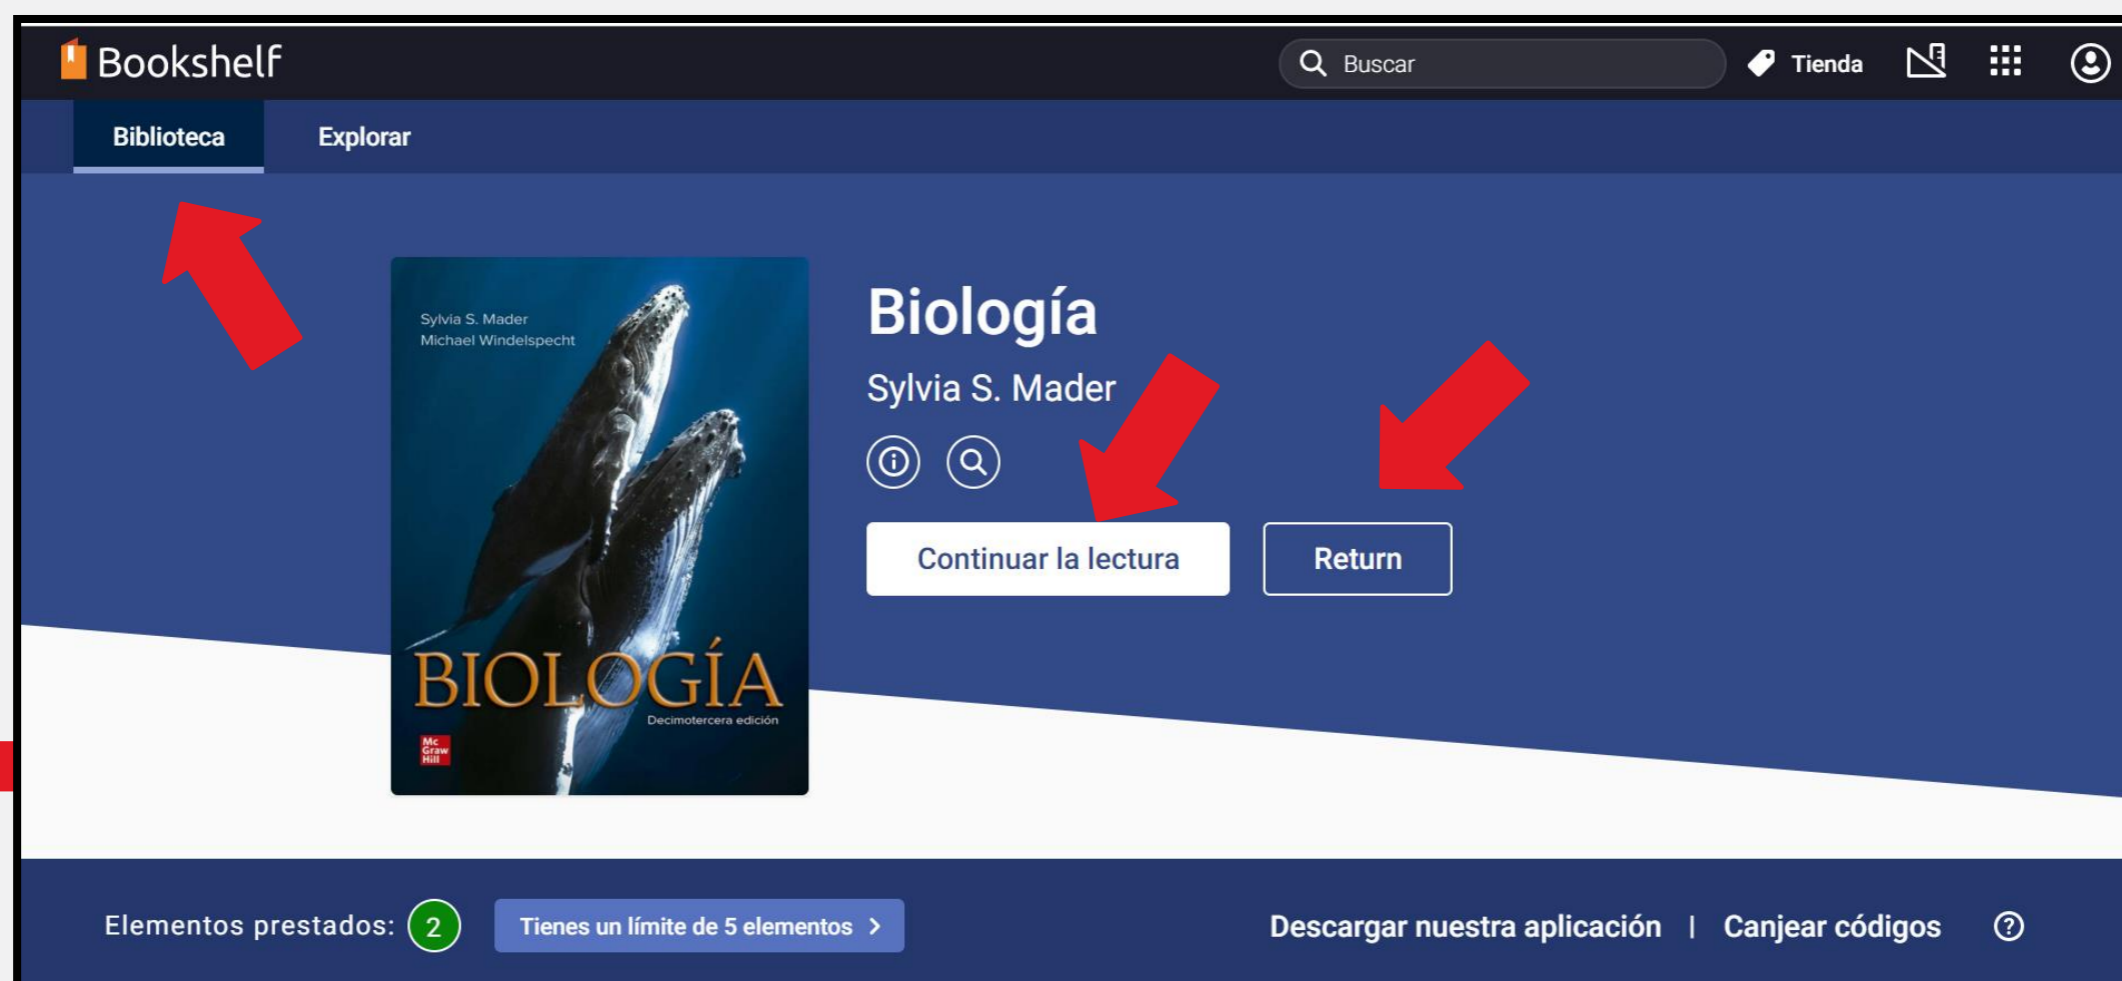 Bookshelf
Buscar
Tienda
Biblioteca
Explorar
Sylvia S. Mader
Michael Windelspecht
BIOLOGÍA
Decimotercera edición
Mc
Graw
Hill
Biología
Sylvia S. Mader
Continuar la lectura
Return
Elementos prestados: 2
Tienes un límite de 5 elementos >
Descargar nuestra aplicación | Canjear códigos